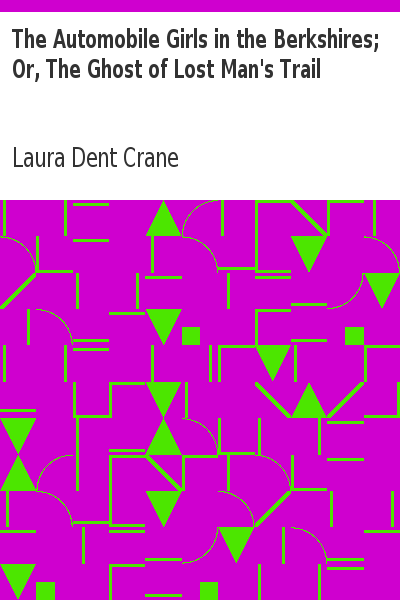 The Automobile Girls in the Berkshires;
Or, The Ghost of Lost Man's Trail
Laura Dent Crane